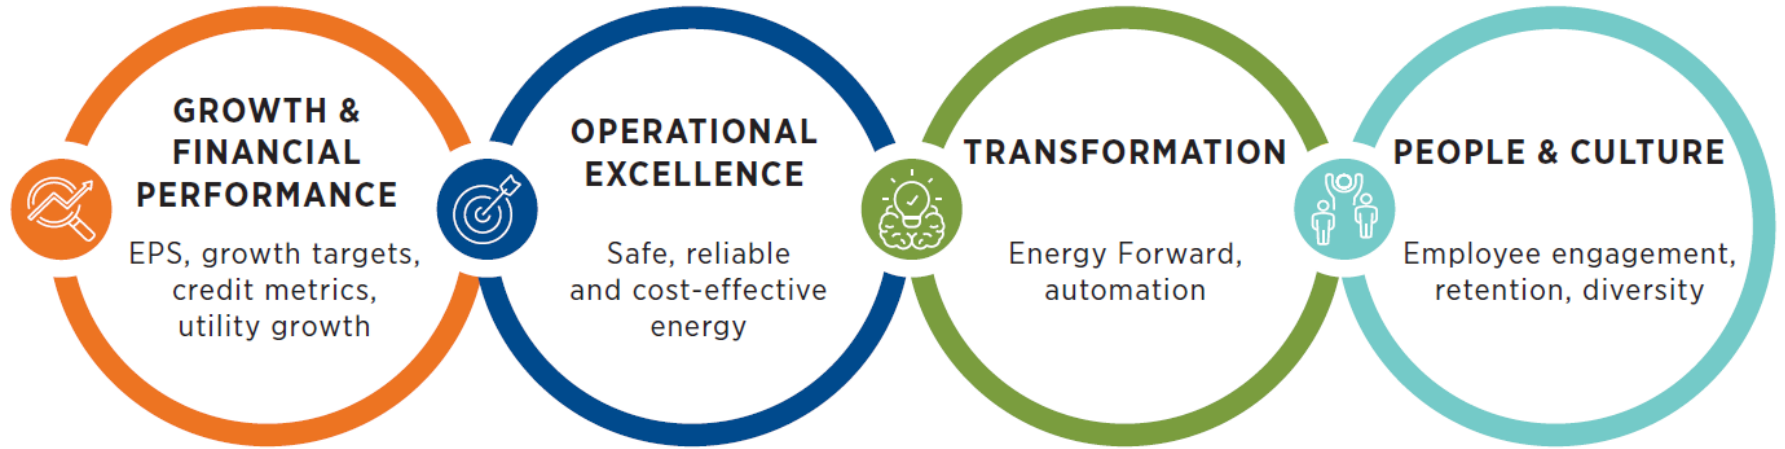 GROWTH &
FINANCIAL
PERFORMANCE
EPS, growth targets,
credit metrics,
utility growth
OPERATIONAL
EXCELLENCE
Safe, reliable
and cost-effective
energy
TRANSFORMATION
Energy Forward,
automation
PEOPLE & CULTURE
Employee engagement,
retention, diversity